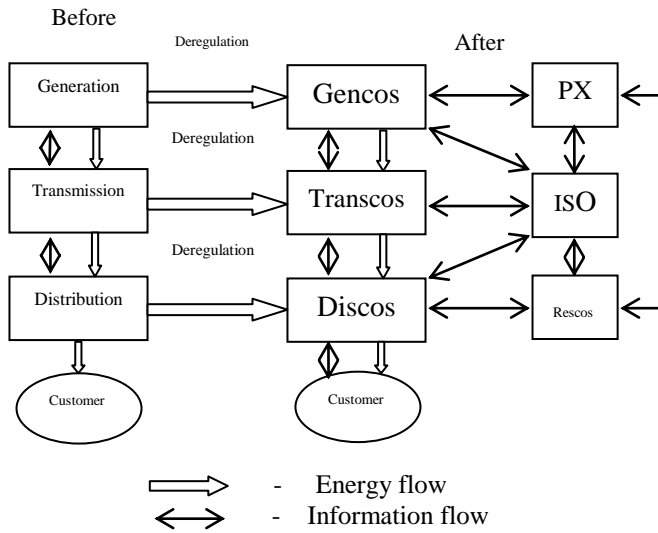 Before
Deregulation
After
Generation
Gencos
PX
Deregulation
Transmission
Transcos
ISO
Deregulation
Distribution
Discos
Rescos
Customer
Customer
- Energy flow
- Information flow